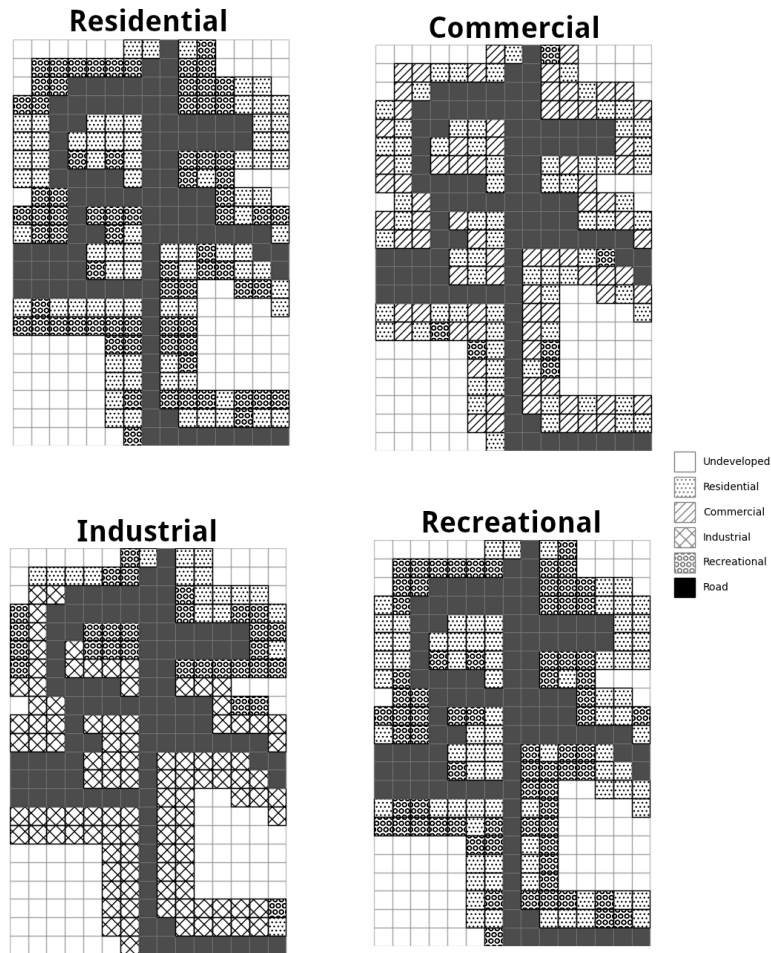 Residential
Commercial
Undeveloped
Residential
Commercial
Industrial
Recreational
Road
Industrial
Recreational